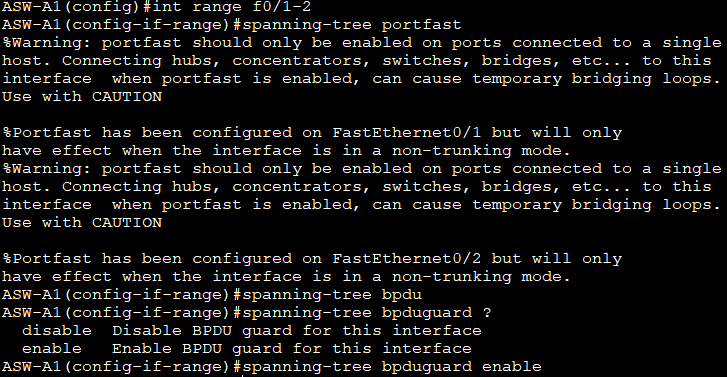 ASW-A1(config)#int range f0/1-2
ASW-A1(config-if-range)#spanning-tree portfast
%Warning: portfast should only be enabled on ports connected to a single
host. Connecting hubs, concentrators, switches, bridges, etc... to this
interface  when portfast is enabled, can cause temporary bridging loops.
Use with CAUTION

%Portfast has been configured on FastEthernet0/1 but will only
have effect when the interface is in a non-trunking mode.
%Warning: portfast should only be enabled on ports connected to a single
host. Connecting hubs, concentrators, switches, bridges, etc... to this
interface  when portfast is enabled, can cause temporary bridging loops.
Use with CAUTION

%Portfast has been configured on FastEthernet0/2 but will only
have effect when the interface is in a non-trunking mode.
ASW-A1(config-if-range)#spanning-tree bpdu
ASW-A1(config-if-range)#spanning-tree bpduguard ?
  disable  Disable BPDU guard for this interface
  enable   Enable BPDU guard for this interface
ASW-A1(config-if-range)#spanning-tree bpduguard enable